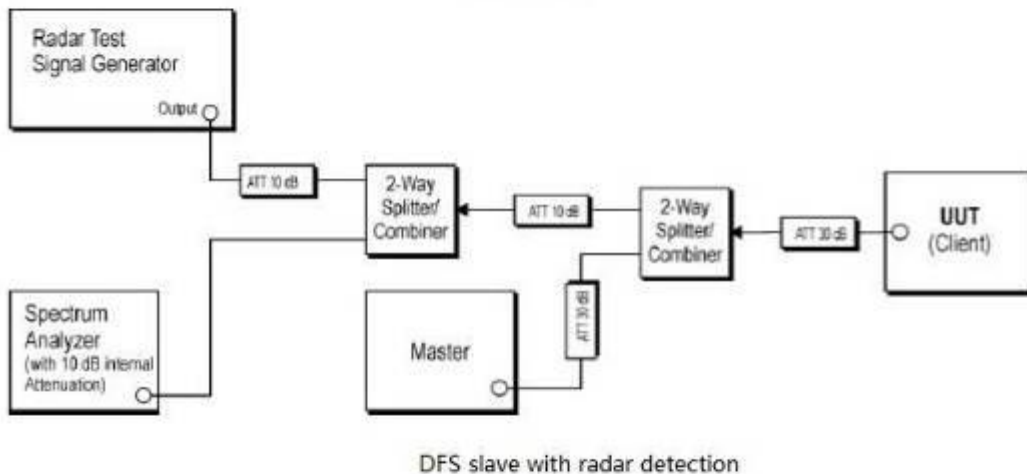 Radar Test
Signal Generator
Output
ATT 10 dB
2-Way
Splitter/
Combiner
ATT 10 dB
2-Way
Splitter/
Combiner
ATT 30 dB
UUT
(Client)
Spectrum
Analyzer
(with 10 dB internal
Attenuation)
Master
ATT 30 dB
DFS slave with radar detection